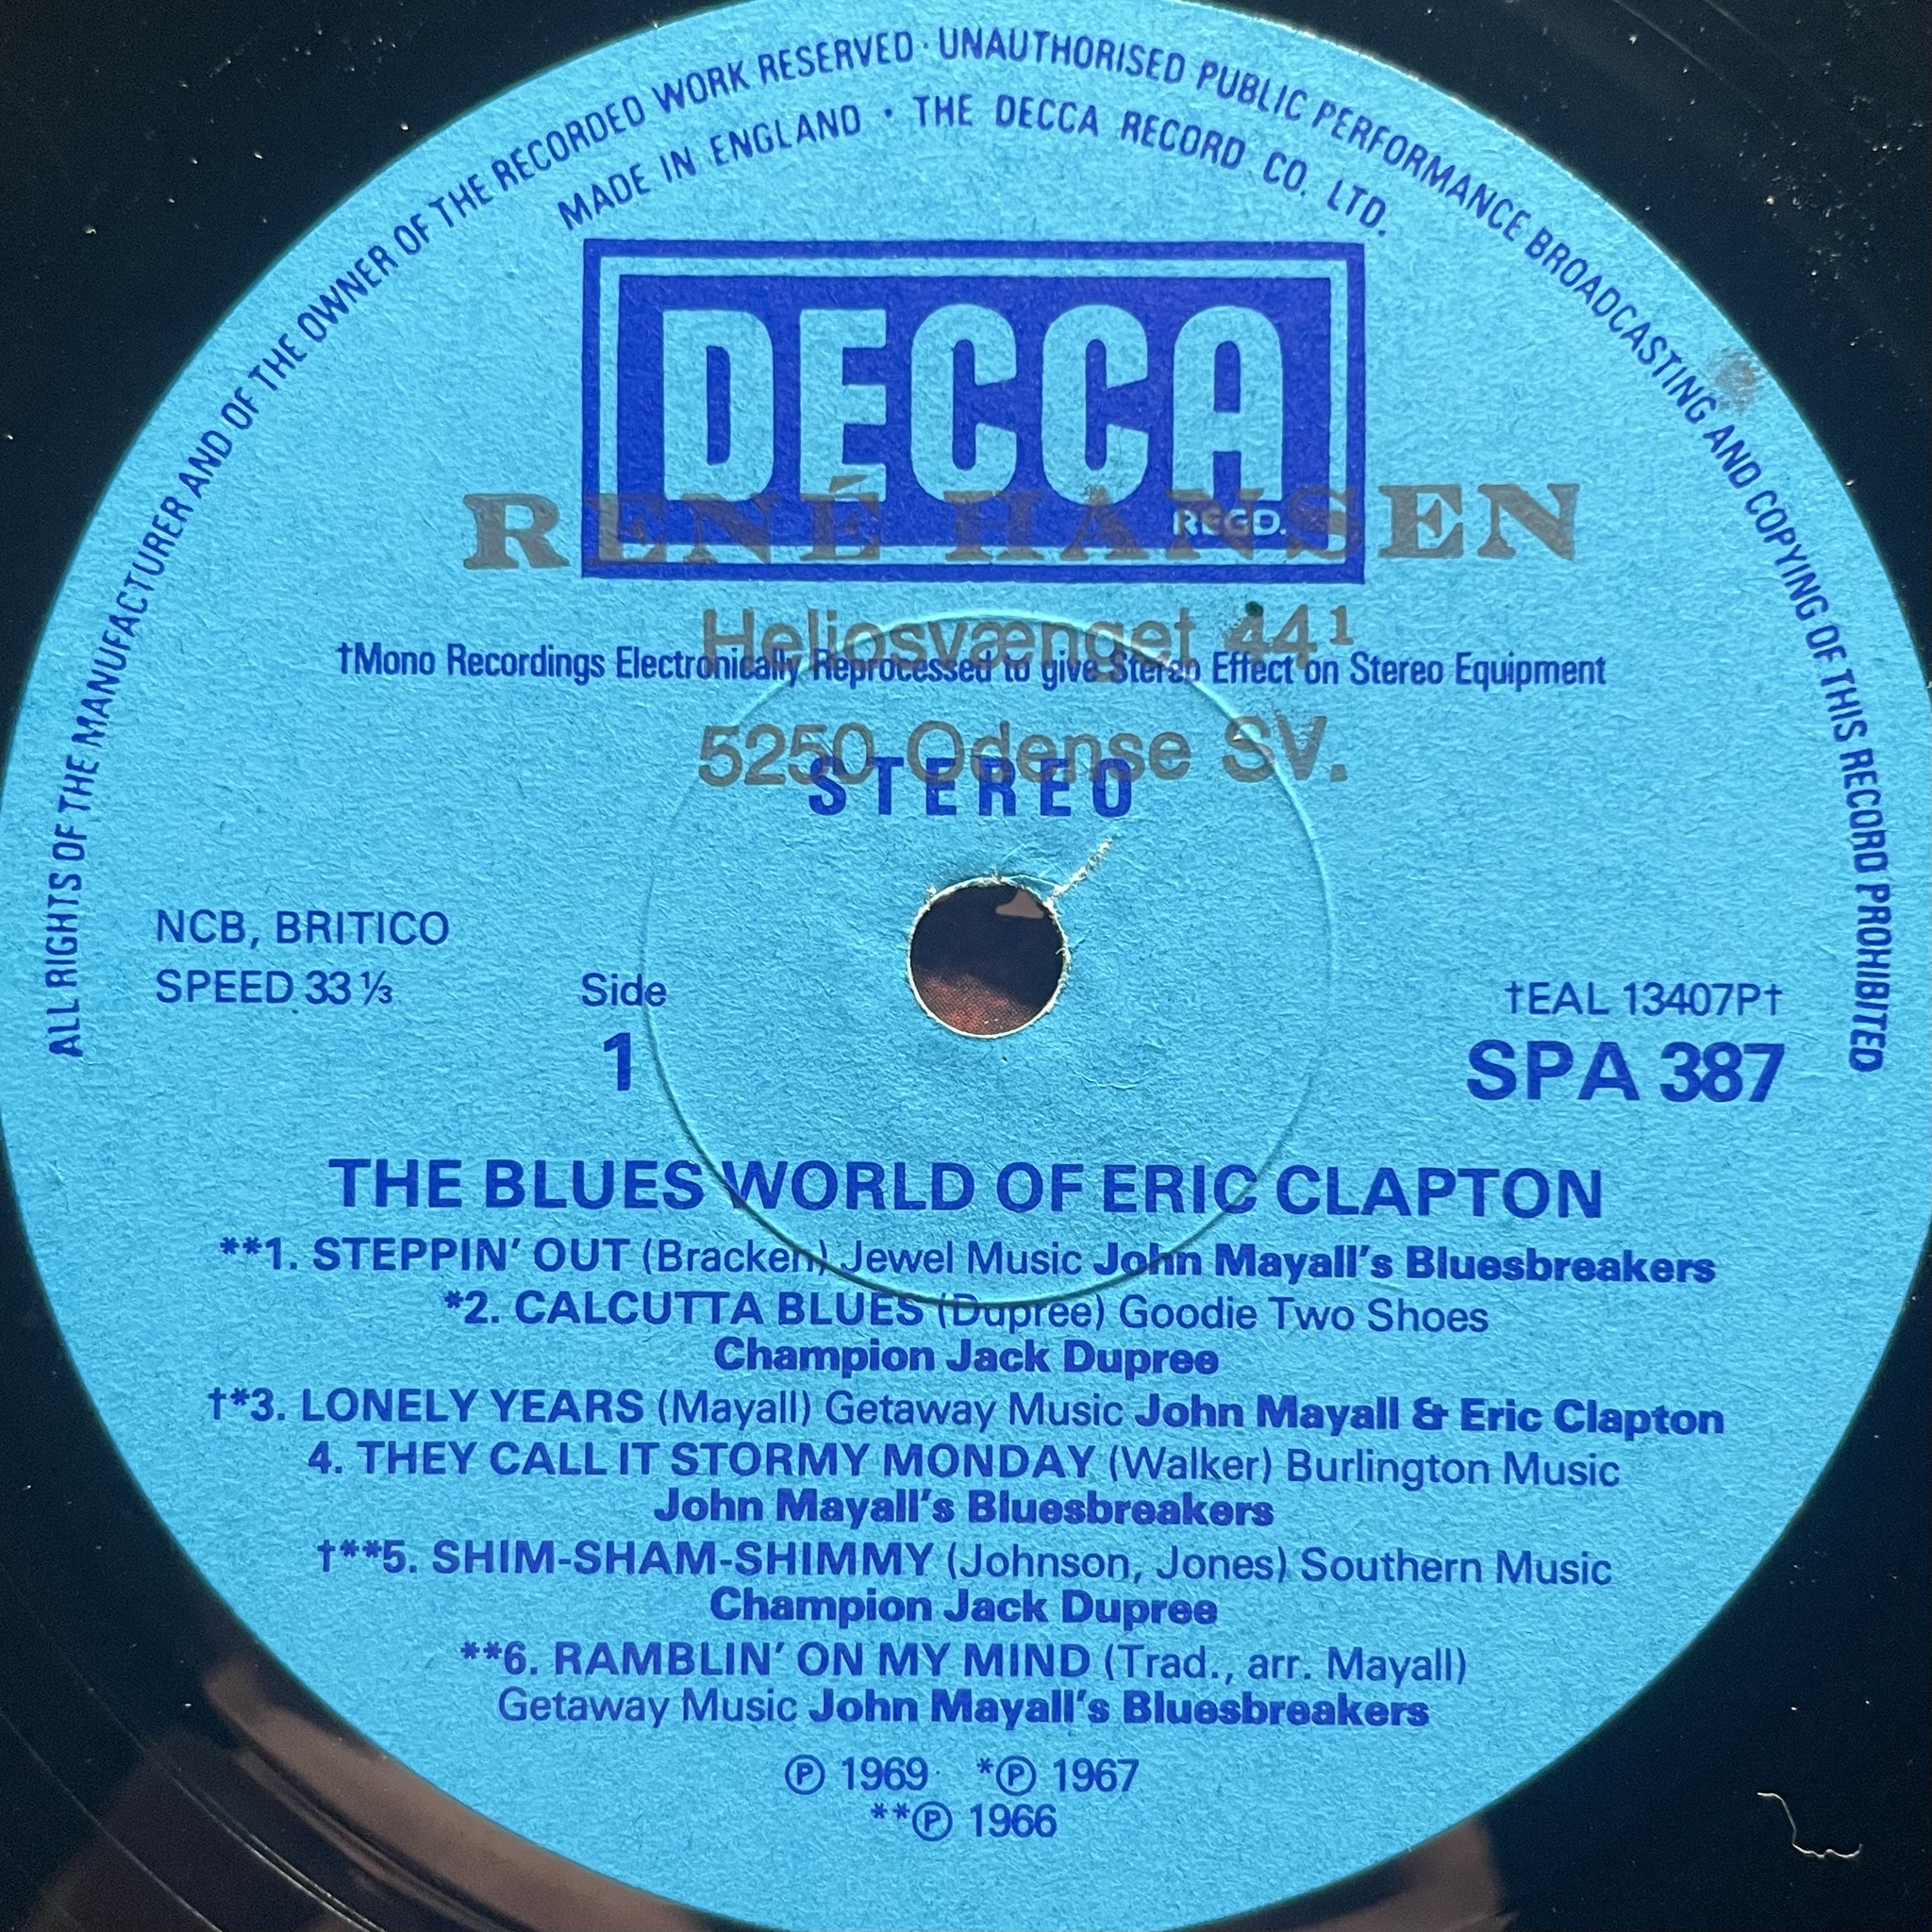 ALL RIGHTS OF THE MANUFACTURER AND OF THE OWNER OF THE RECORDED WORK RESERVED · UNAUTHORISED PUBLIC PERFORMANCE BROADCASTING AND COPYING OF THIS RECORD PROHIBITED
MADE IN ENGLAND · THE DECCA RECORD CO. LTD.
DECCA
REGD.
RENÉ HANSEN
Heliosvænget 44¹
†Mono Recordings Electronically Reprocessed to give Stereo Effect on Stereo Equipment
5250 Odense SV.
STEREO
NCB, BRITICO
SPEED 33 ⅓
Side
1
†EAL 13407P†
SPA 387
THE BLUES WORLD OF ERIC CLAPTON
**1. STEPPIN' OUT (Bracken) Jewel Music John Mayall's Bluesbreakers
*2. CALCUTTA BLUES (Dupree) Goodie Two Shoes
Champion Jack Dupree
†*3. LONELY YEARS (Mayall) Getaway Music John Mayall & Eric Clapton
4. THEY CALL IT STORMY MONDAY (Walker) Burlington Music
John Mayall's Bluesbreakers
†**5. SHIM-SHAM-SHIMMY (Johnson, Jones) Southern Music
Champion Jack Dupree
**6. RAMBLIN' ON MY MIND (Trad., arr. Mayall)
Getaway Music John Mayall's Bluesbreakers
℗ 1969 *℗ 1967
**℗ 1966